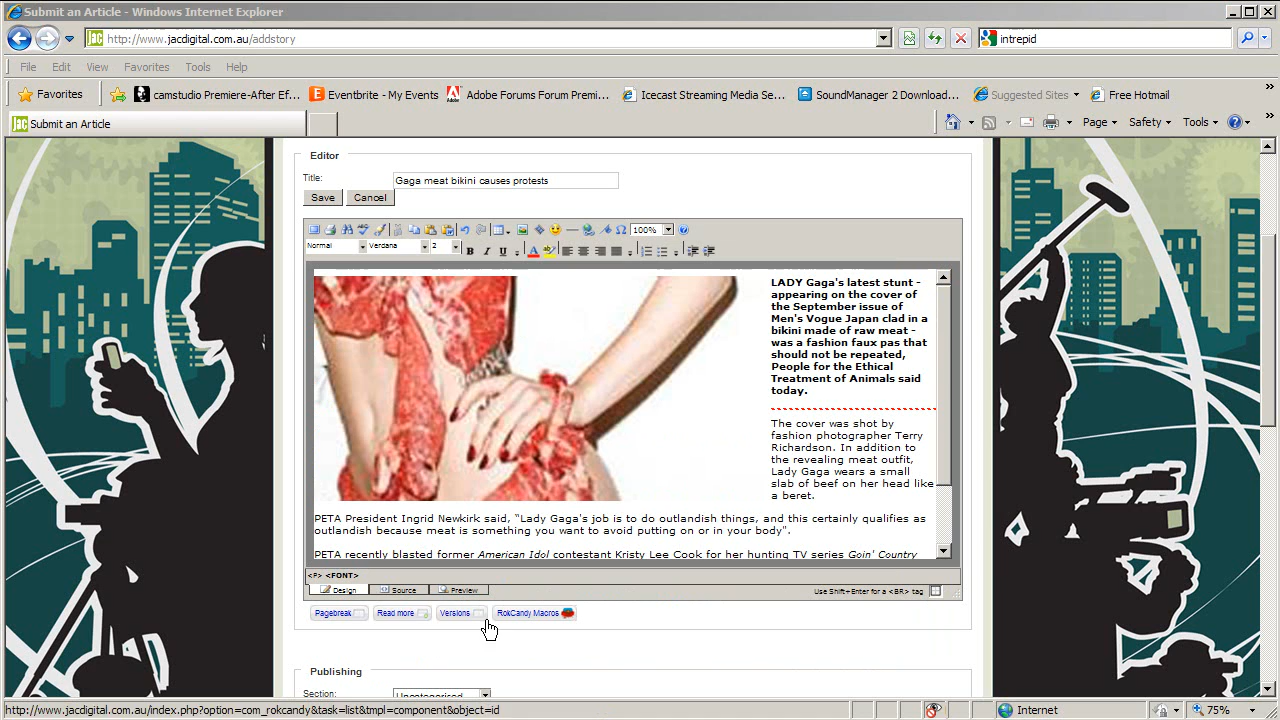 Submit an Article - Windows Internet Explorer
Jac http://www.jacdigital.com.au/addstory intrepid
File Edit View Favorites Tools Help
Favorites camstudio Premiere-After Ef... Eventbrite - My Events Adobe Forums Forum Premi... Icecast Streaming Media Se... SoundManager 2 Download... Suggested Sites Free Hotmail
Jac Submit an Article Page Safety Tools
Editor
Title: Gaga meat bikini causes protests
Save Cancel
100%
Normal Verdana 2 B I U A
LADY Gaga's latest stunt -
appearing on the cover of
the September issue of
Men's Vogue Japan clad in a
bikini made of raw meat -
was a fashion faux pas that
should not be repeated,
People for the Ethical
Treatment of Animals said
today.
The cover was shot by
fashion photographer Terry
Richardson. In addition to
the revealing meat outfit,
Lady Gaga wears a small
slab of beef on her head like
a beret.
PETA President Ingrid Newkirk said, "Lady Gaga's job is to do outlandish things, and this certainly qualifies as
outlandish because meat is something you want to avoid putting on or in your body".
PETA recently blasted former American Idol contestant Kristy Lee Cook for her hunting TV series Goin' Country
<P> <FONT>
Design Source Preview Use Shift+Enter for a <BR> tag
Pagebreak Read more Versions RokCandy Macros
Publishing
Section: Uncategorised
http://www.jacdigital.com.au/index.php?option=com_rokcandy&task=list&tmpl=component&object=id Internet 75%